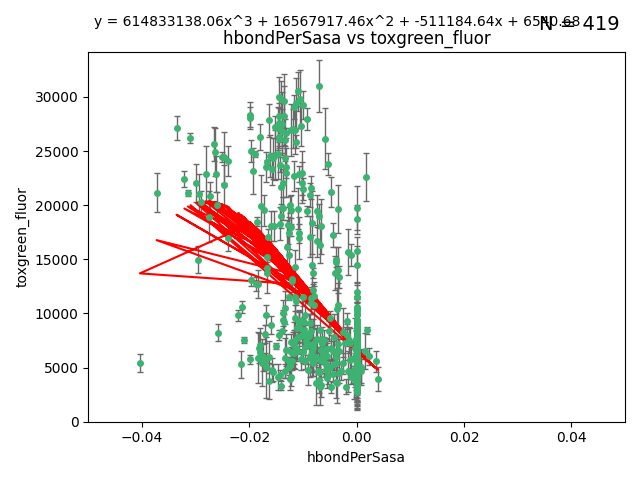 y = 614833138.06x^3 + 16567917.46x^2 + -511184.64x + 6540.68
N = 419
hbondPerSasa vs toxgreen_fluor
30000
25000
20000
15000
10000
5000
0
toxgreen_fluor
−0.04 −0.02 0.00 0.02 0.04
hbondPerSasa